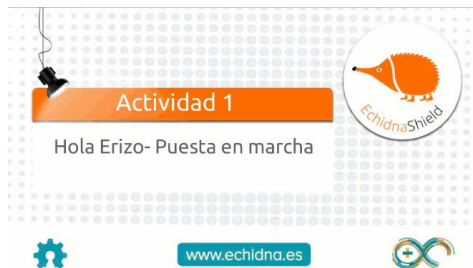 Actividad 1
EchidnaShield
Hola Erizo- Puesta en marcha
www.echidna.es